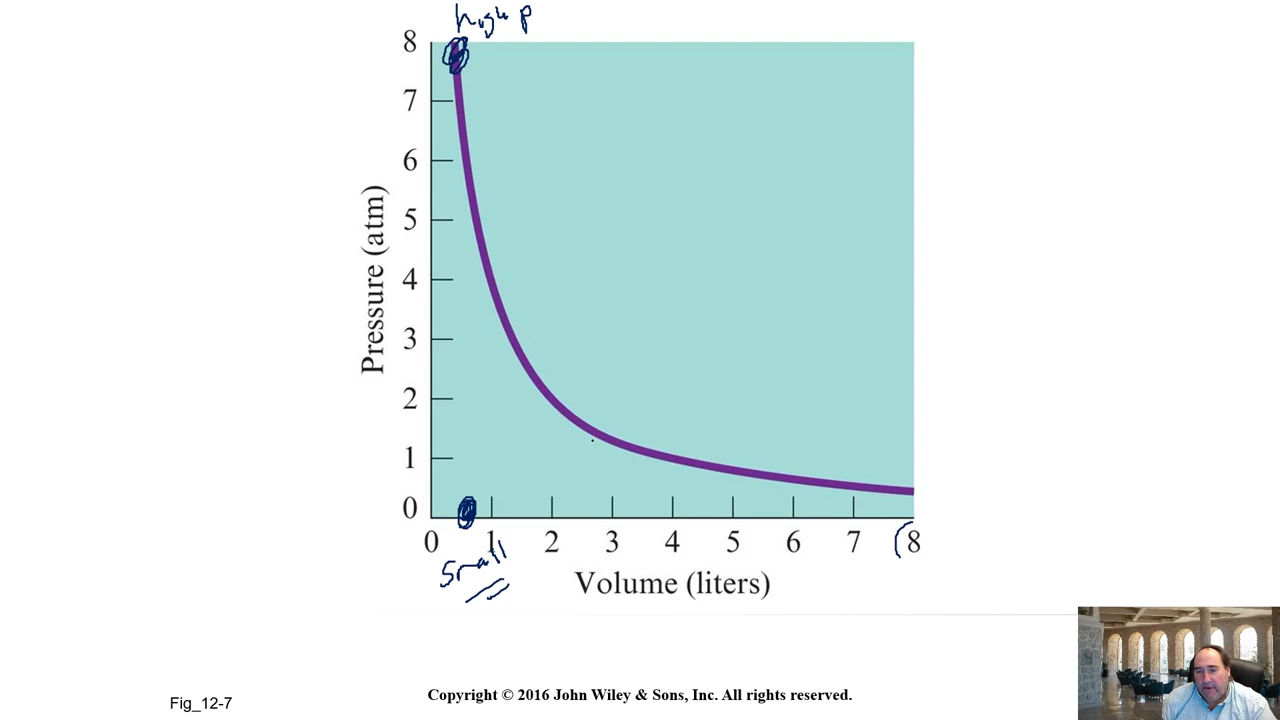 high p
8
7
6
5
4
3
2
1
0
Pressure (atm)
0 1 2 3 4 5 6 7 (8
small
Volume (liters)
Fig_12-7
Copyright © 2016 John Wiley & Sons, Inc. All rights reserved.